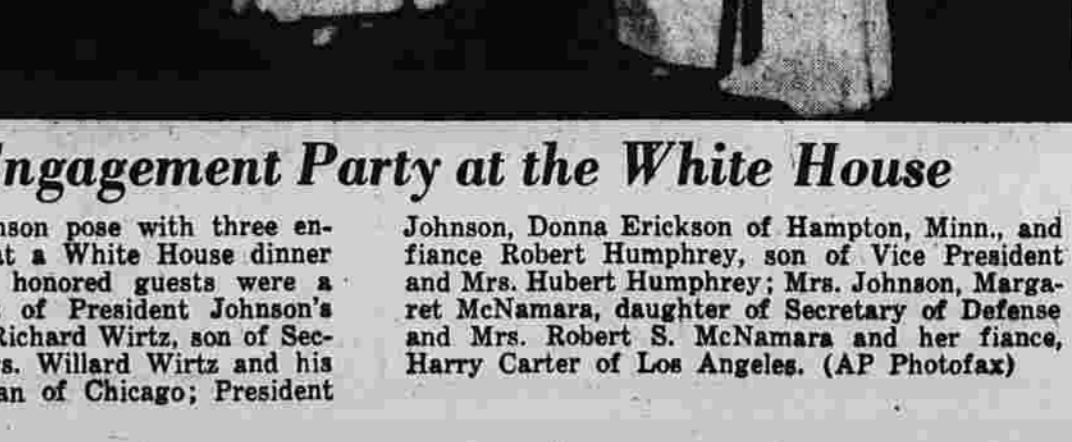 ngagement Party at the White House
nson pose with three en-
at a White House dinner
honored guests were a
of President Johnson's
Richard Wirtz, son of Sec-
s. Willard Wirtz and his
an of Chicago; President
Johnson, Donna Erickson of Hampton, Minn., and
fiance Robert Humphrey, son of Vice President
and Mrs. Hubert Humphrey; Mrs. Johnson, Marga-
ret McNamara, daughter of Secretary of Defense
and Mrs. Robert S. McNamara and her fiance,
Harry Carter of Los Angeles. (AP Photofax)